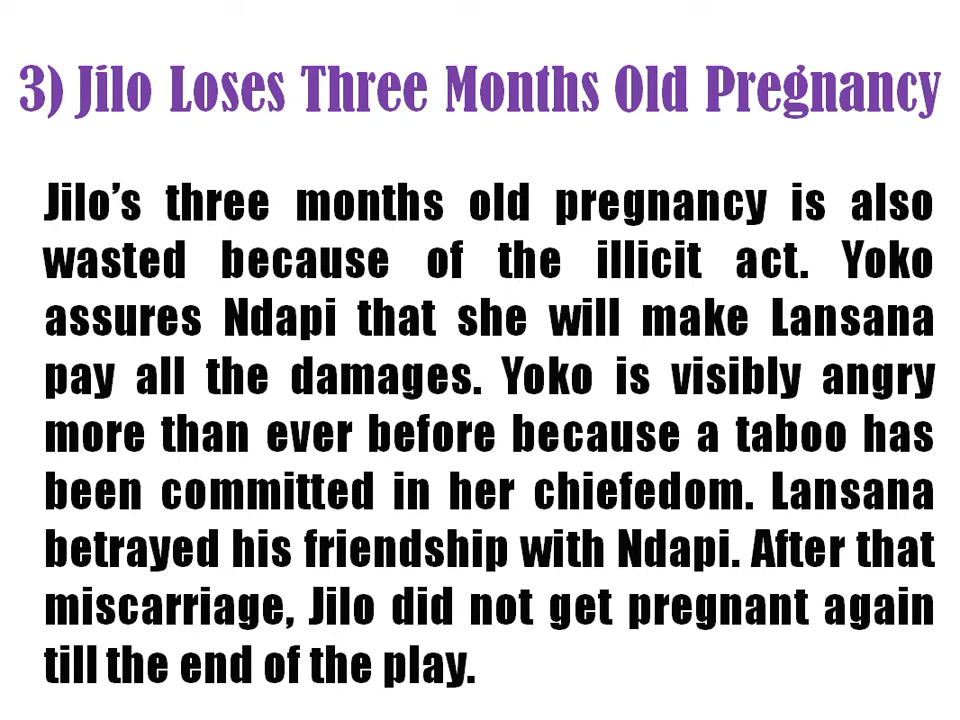 3) Jilo Loses Three Months Old Pregnancy
Jilo’s three months old pregnancy is also
wasted because of the illicit act. Yoko
assures Ndapi that she will make Lansana
pay all the damages. Yoko is visibly angry
more than ever before because a taboo has
been committed in her chiefedom. Lansana
betrayed his friendship with Ndapi. After that
miscarriage, Jilo did not get pregnant again
till the end of the play.